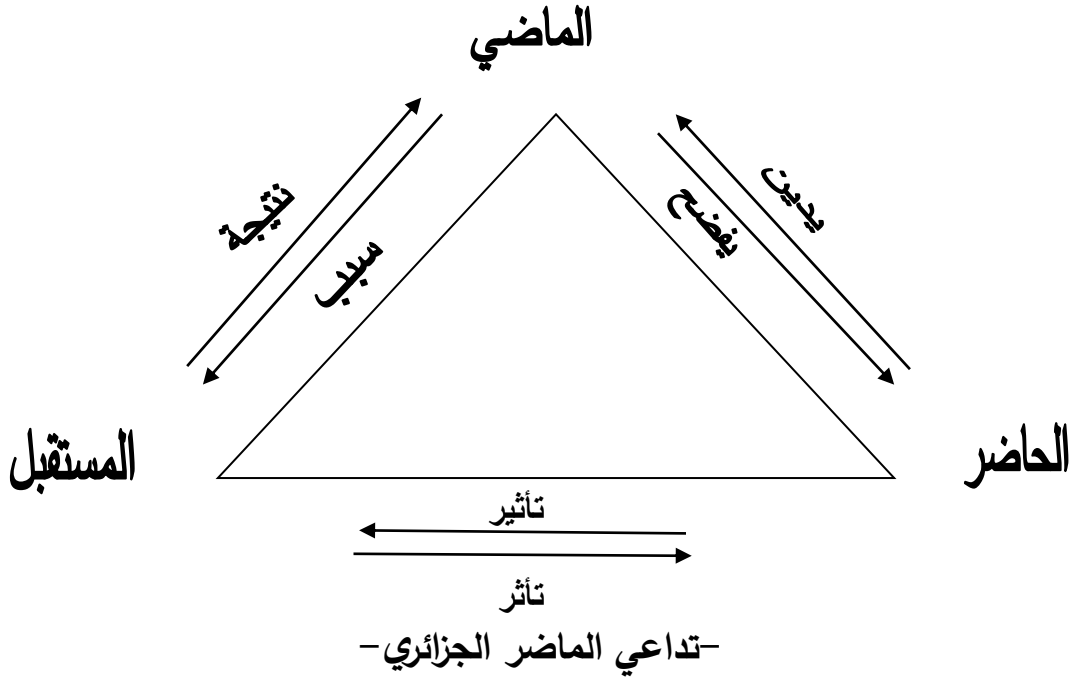 الماضي
يدين
يفضح
نتيجة
سبب
الحاضر
المستقبل
تأثير
تأثر
-تداعي الماضر الجزائري-